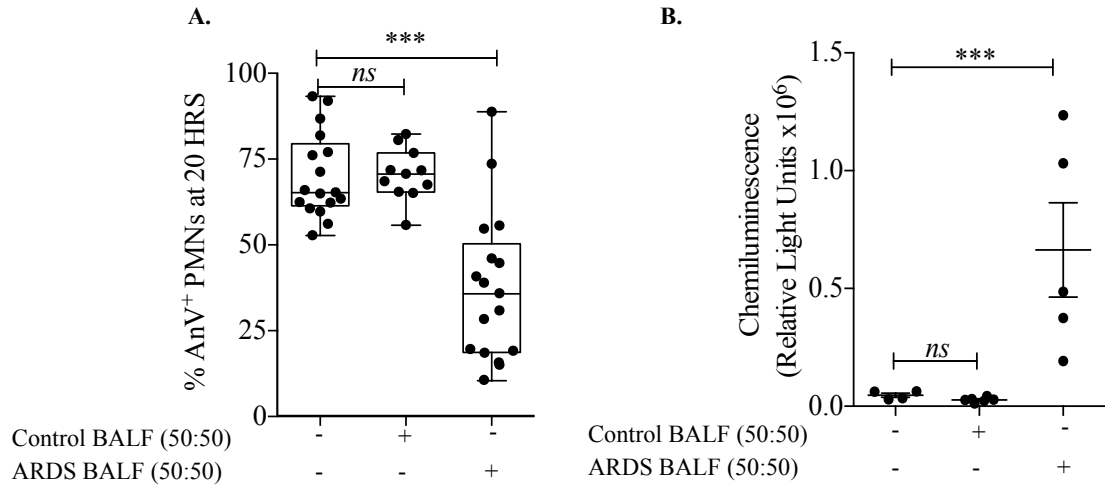 A.
***
ns
100
75
50
25
0
% AnV+ PMNs at 20 HRS
Control BALF (50:50) - + -
ARDS BALF (50:50) - - +
B.
***
ns
1.5
1.0
0.5
0.0
Chemiluminescence
(Relative Light Units x10⁶)
Control BALF (50:50) - + -
ARDS BALF (50:50) - - +